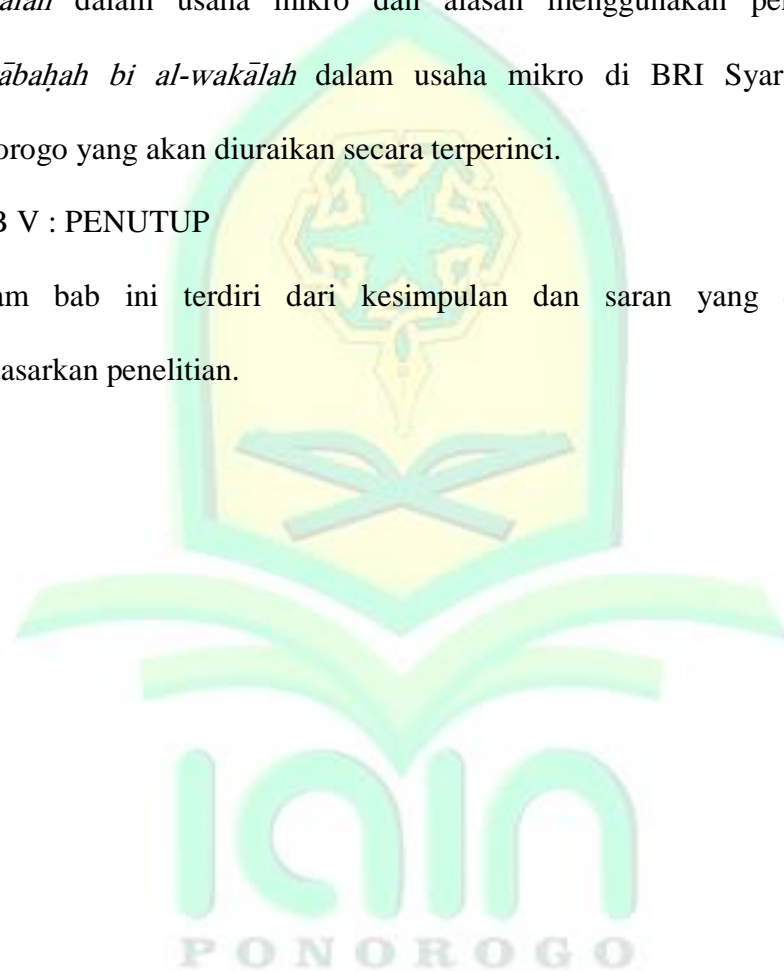 dalam usaha mikro dan alasan menggunakan
ābaḥah bi al-wakālah dalam usaha mikro di BRI Syar
orogo yang akan diuraikan secara terperinci.
B V : PENUTUP
am bab ini terdiri dari kesimpulan dan saran yang
asarkan penelitian.
iain
PONOROGO